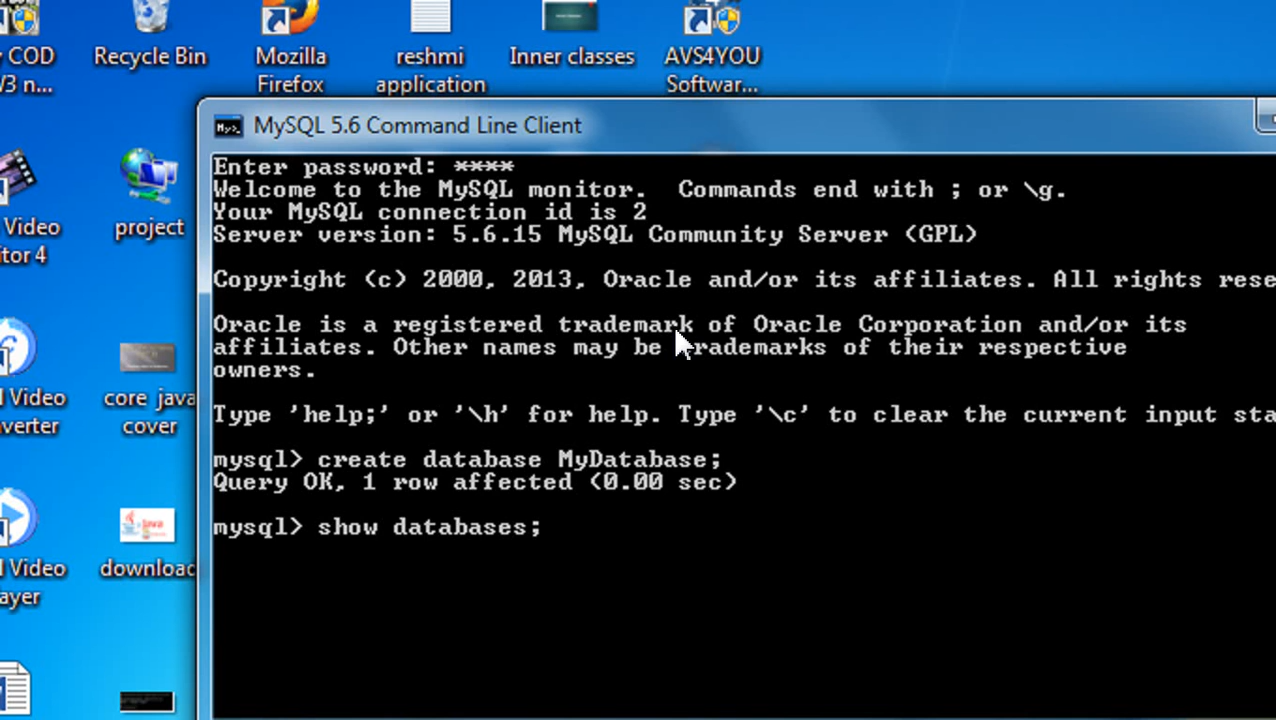 COD
W3 n...
Recycle Bin
Mozilla
Firefox
reshmi
application
Inner classes
AVS4YOU
Softwar...
Video
tor 4
project
core java
cover
Video
verter
download
Video
ayer
MySQL 5.6 Command Line Client
Enter password: ****
Welcome to the MySQL monitor.  Commands end with ; or \g.
Your MySQL connection id is 2
Server version: 5.6.15 MySQL Community Server (GPL)
Copyright (c) 2000, 2013, Oracle and/or its affiliates. All rights rese
Oracle is a registered trademark of Oracle Corporation and/or its
affiliates. Other names may be trademarks of their respective
owners.
Type 'help;' or '\h' for help. Type '\c' to clear the current input sta
mysql> create database MyDatabase;
Query OK, 1 row affected (0.00 sec)
mysql> show databases;